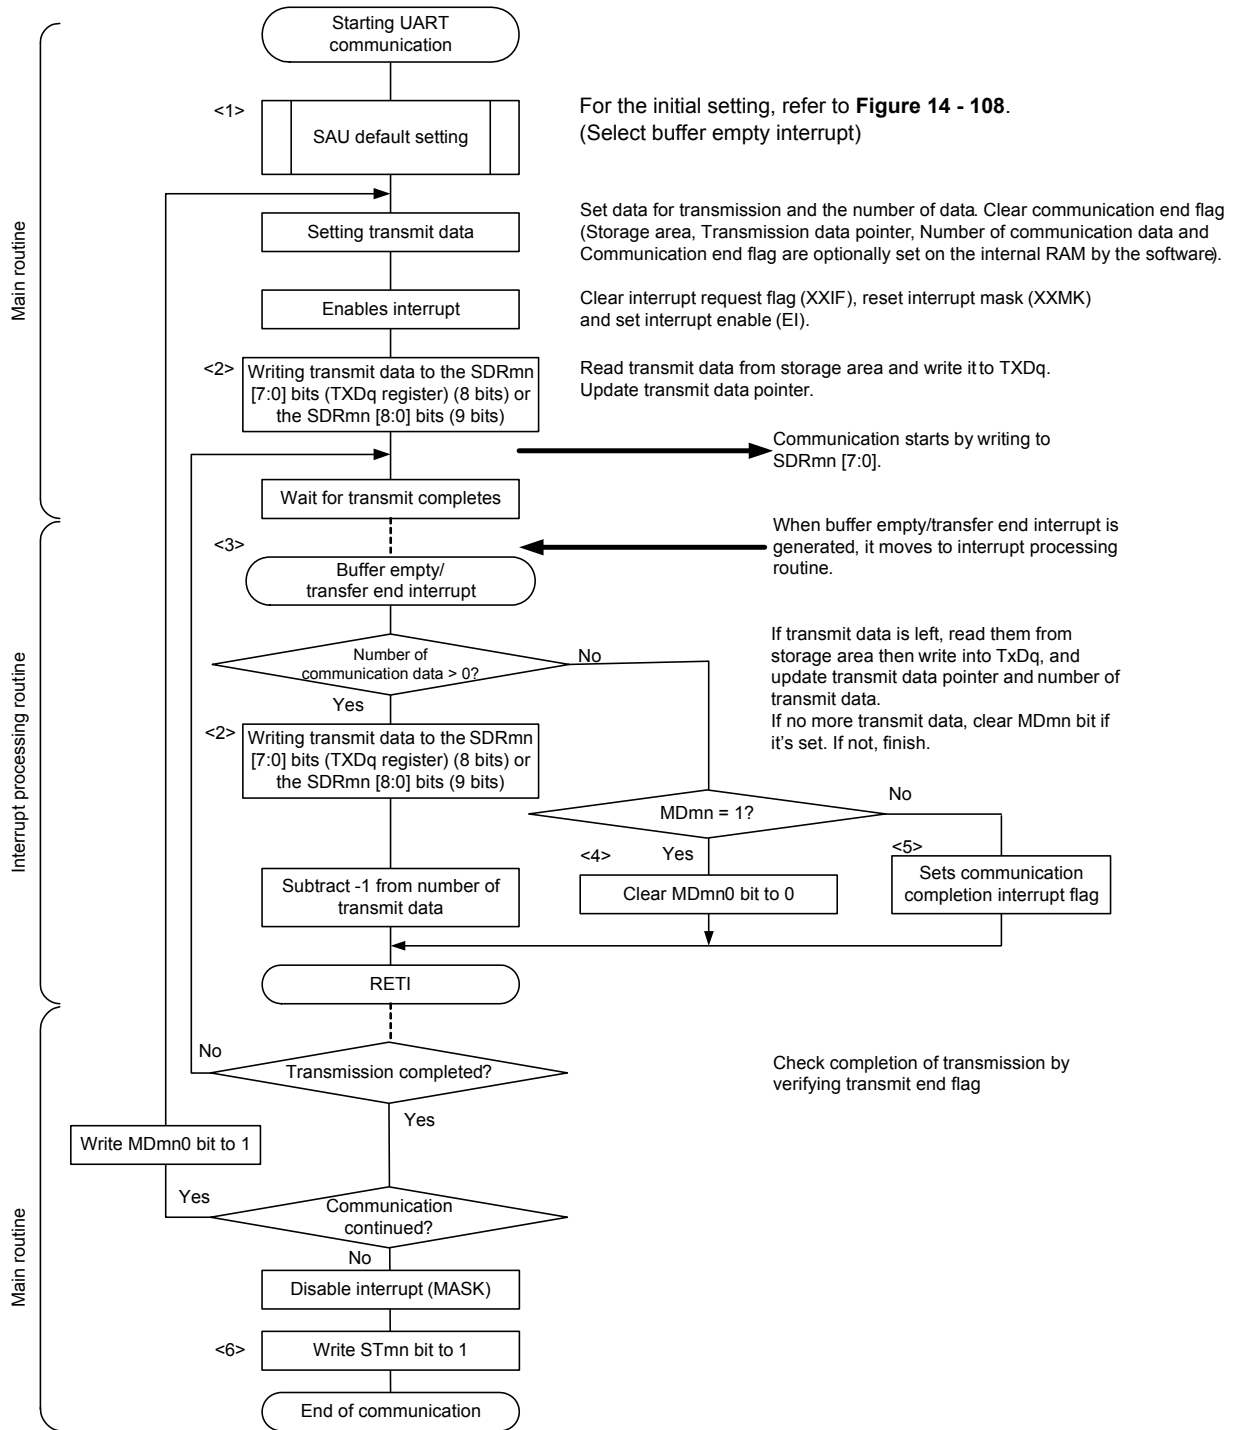 Starting UART
communication
<1>
SAU default setting
For the initial setting, refer to Figure 14 - 108.
(Select buffer empty interrupt)
Main routine
Setting transmit data
Set data for transmission and the number of data. Clear communication end flag
(Storage area, Transmission data pointer, Number of communication data and
Communication end flag are optionally set on the internal RAM by the software).
Enables interrupt
Clear interrupt request flag (XXIF), reset interrupt mask (XXMK)
and set interrupt enable (EI).
<2>
Writing transmit data to the SDRmn
[7:0] bits (TXDq register) (8 bits) or
the SDRmn [8:0] bits (9 bits)
Read transmit data from storage area and write it to TXDq.
Update transmit data pointer.
Communication starts by writing to
SDRmn [7:0].
Wait for transmit completes
When buffer empty/transfer end interrupt is
generated, it moves to interrupt processing
routine.
<3>
Buffer empty/
transfer end interrupt
Interrupt processing routine
Number of
communication data > 0?
No
Yes
If transmit data is left, read them from
storage area then write into TxDq, and
update transmit data pointer and number of
transmit data.
If no more transmit data, clear MDmn bit if
it's set. If not, finish.
<2>
Writing transmit data to the SDRmn
[7:0] bits (TXDq register) (8 bits) or
the SDRmn [8:0] bits (9 bits)
MDmn = 1?
No
Yes
<4>
Clear MDmn0 bit to 0
<5>
Sets communication
completion interrupt flag
Subtract -1 from number of
transmit data
RETI
No
Transmission completed?
Yes
Check completion of transmission by
verifying transmit end flag
Write MDmn0 bit to 1
Main routine
Yes
Communication
continued?
No
Disable interrupt (MASK)
<6>
Write STmn bit to 1
End of communication